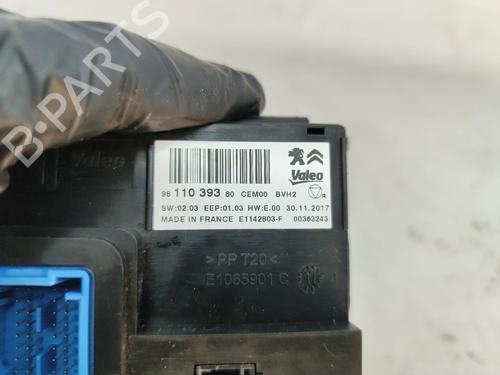 B-PARTS
Valeo
Valeo
98 110 393 80 CEM00 BVH2
R
SW:02.03 EEP:01.03 HW:E.00 30.11.2017
MADE IN FRANCE E1142803-F 00363243
>PP T20<
E1065901 C